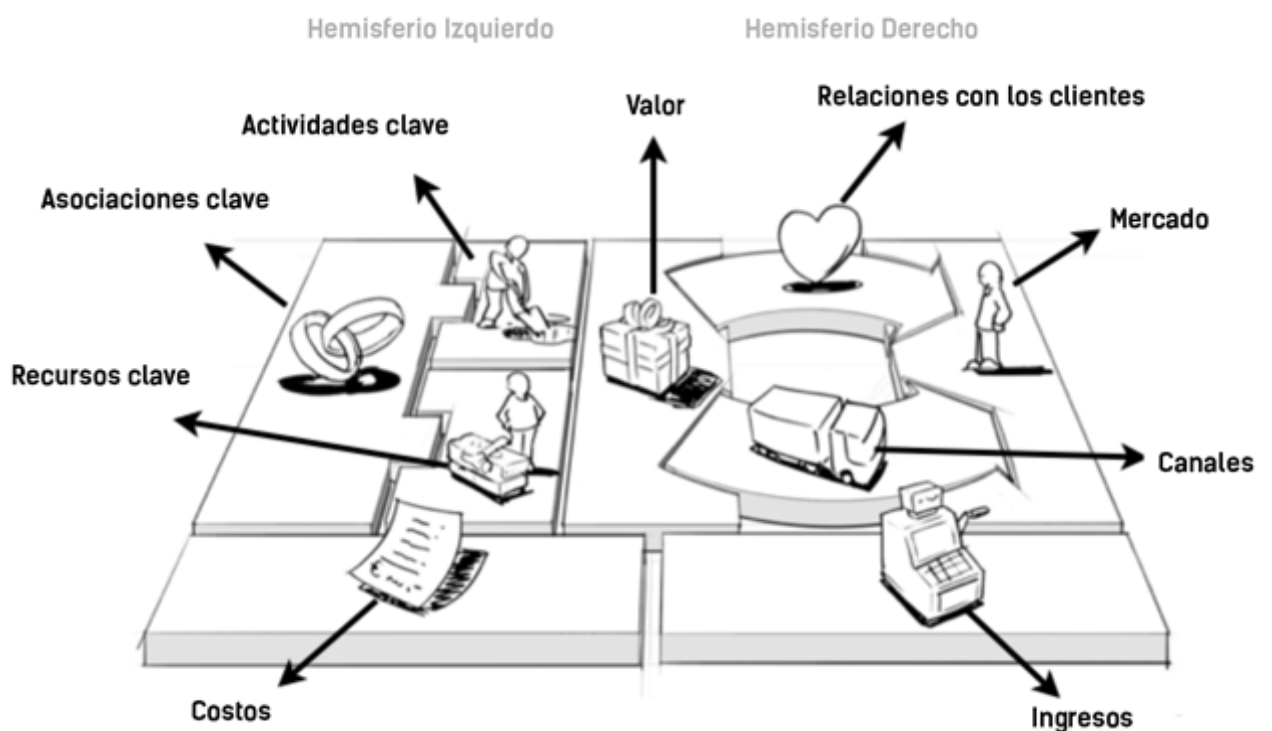 Hemisferio Izquierdo
Hemisferio Derecho
Relaciones con los clientes
Valor
Actividades clave
Asociaciones clave
Mercado
Recursos clave
Canales
Costos
Ingresos